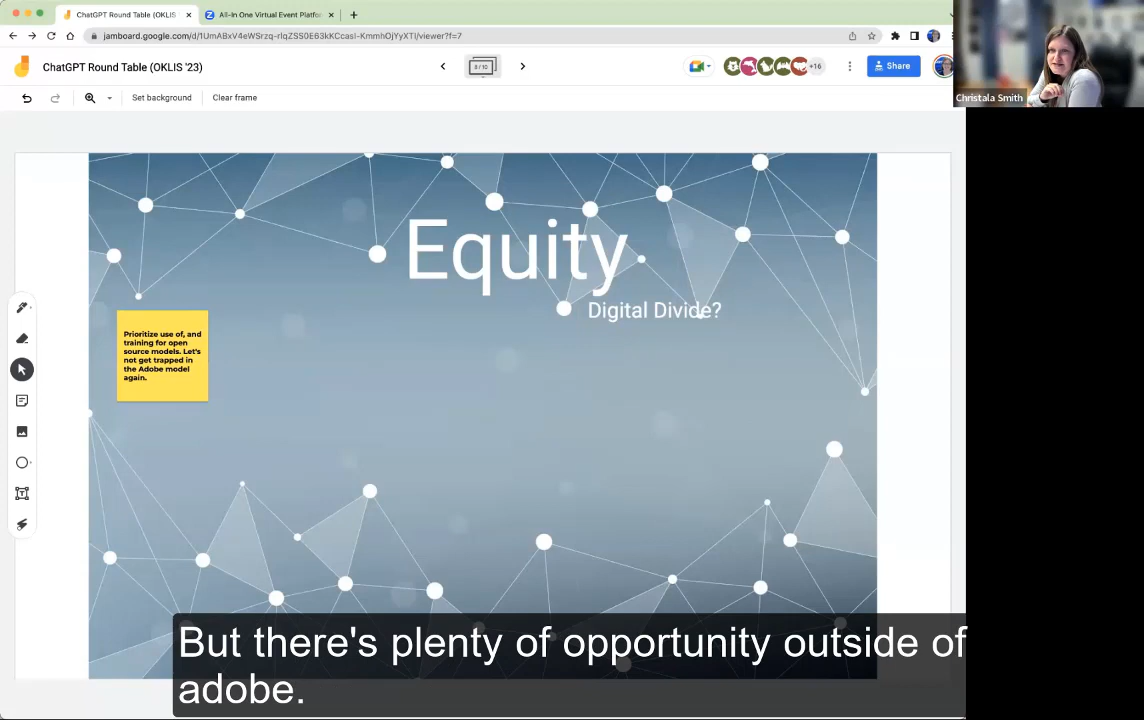 ChatGPT Round Table (OKLIS '23)
All-In One Virtual Event Platfo
jamboard.google.com/d/1UmABxV4eWSrzq-rlqZSS0E63kKCcasI-KmmhOjYyXTI/viewer?f=7
ChatGPT Round Table (OKLIS '23)
+16
Share
Christala Smith
Set background
Clear frame
Equity
Digital Divide?
Prioritize use of, and
training for open
source models. Let's
not get trapped in
the Adobe model
again.
But there's plenty of opportunity outside of
adobe.